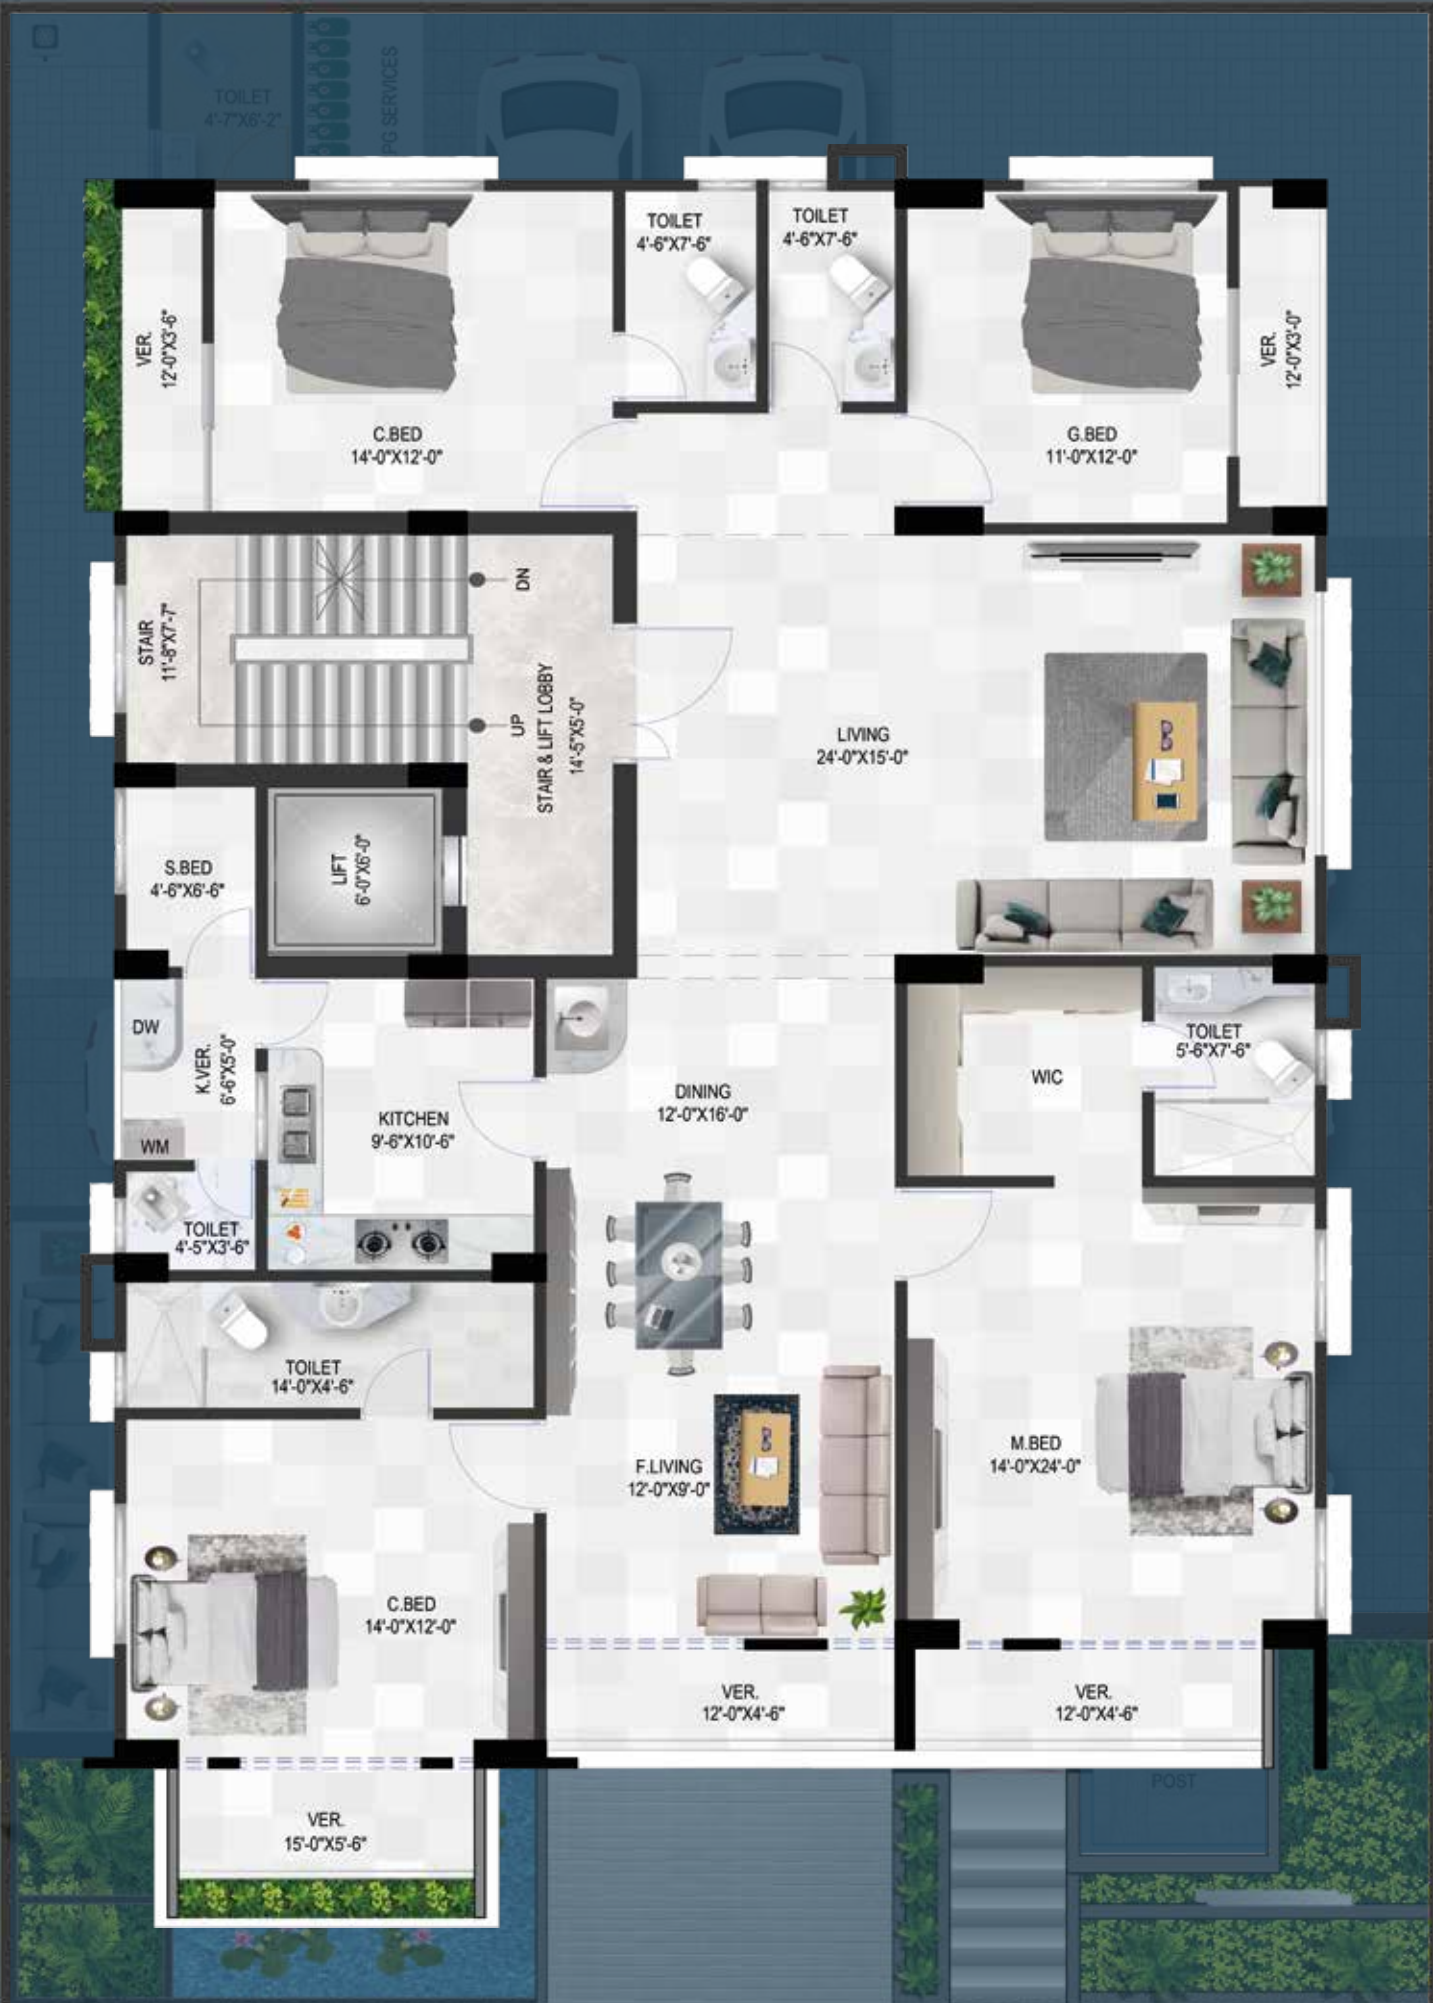 TOILET
4'-7"X6'-2"
PG SERVICES
TOILET
4'-6"X7'-6"
TOILET
4'-6"X7'-6"
VER.
12'-0"X3'-6"
VER.
12'-0"X3'-0"
C.BED
14'-0"X12'-0"
G.BED
11'-0"X12'-0"
STAIR
11'-8"X7'-7"
DN
UP
STAIR & LIFT LOBBY
14'-5"X5'-0"
LIVING
24'-0"X15'-0"
S.BED
4'-6"X6'-6"
LIFT
6'-0"X6'-0"
DW
K.VER.
6'-6"X5'-0"
WM
KITCHEN
9'-6"X10'-6"
DINING
12'-0"X16'-0"
WIC
TOILET
5'-6"X7'-6"
TOILET
4'-5"X3'-6"
TOILET
14'-0"X4'-6"
F.LIVING
12'-0"X9'-0"
M.BED
14'-0"X24'-0"
C.BED
14'-0"X12'-0"
VER.
12'-0"X4'-6"
VER.
12'-0"X4'-6"
VER.
15'-0"X5'-6"
POST